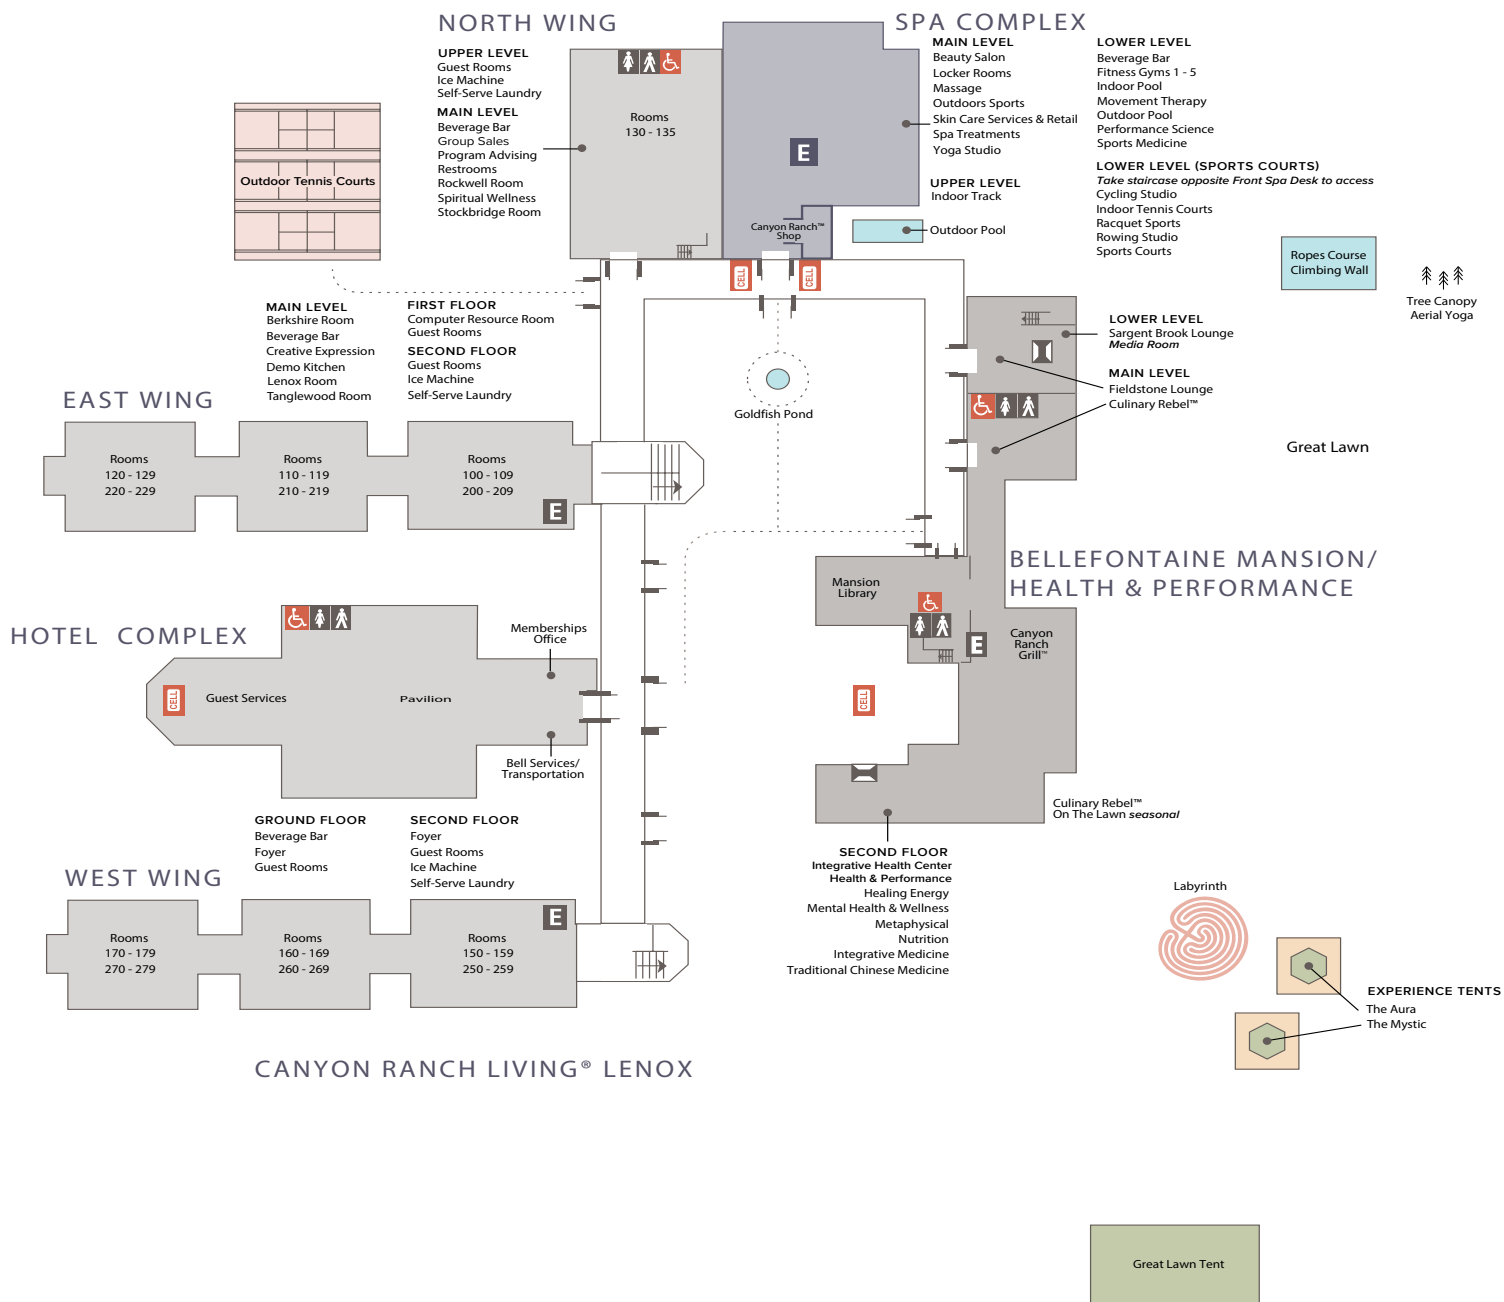 NORTH WING
UPPER LEVEL
Guest Rooms
Ice Machine
Self-Serve Laundry
MAIN LEVEL
Beverage Bar
Group Sales
Program Advising
Restrooms
Rockwell Room
Spiritual Wellness
Stockbridge Room
Rooms
130 - 135
SPA COMPLEX
MAIN LEVEL
Beauty Salon
Locker Rooms
Massage
Outdoors Sports
Skin Care Services & Retail
Spa Treatments
Yoga Studio
UPPER LEVEL
Indoor Track
LOWER LEVEL
Beverage Bar
Fitness Gyms 1 - 5
Indoor Pool
Movement Therapy
Outdoor Pool
Performance Science
Sports Medicine
LOWER LEVEL (SPORTS COURTS)
Take staircase opposite Front Spa Desk to access
Cycling Studio
Indoor Tennis Courts
Racquet Sports
Rowing Studio
Sports Courts
E
Canyon Ranch™
Shop
Outdoor Pool
Outdoor Tennis Courts
CELL
CELL
Ropes Course
Climbing Wall
Tree Canopy
Aerial Yoga
MAIN LEVEL
Berkshire Room
Beverage Bar
Creative Expression
Demo Kitchen
Lenox Room
Tanglewood Room
FIRST FLOOR
Computer Resource Room
Guest Rooms
SECOND FLOOR
Guest Rooms
Ice Machine
Self-Serve Laundry
EAST WING
Rooms
120 - 129
220 - 229
Rooms
110 - 119
210 - 219
Rooms
100 - 109
200 - 209
E
Goldfish Pond
LOWER LEVEL
Sargent Brook Lounge
Media Room
MAIN LEVEL
Fieldstone Lounge
Culinary Rebel™
Great Lawn
BELLEFONTAINE MANSION/
HEALTH & PERFORMANCE
Mansion
Library
E
Canyon
Ranch
Grill™
CELL
HOTEL COMPLEX
Memberships
Office
CELL
Guest Services
Pavilion
Bell Services/
Transportation
Culinary Rebel™
On The Lawn seasonal
SECOND FLOOR
Integrative Health Center
Health & Performance
Healing Energy
Mental Health & Wellness
Metaphysical
Nutrition
Integrative Medicine
Traditional Chinese Medicine
GROUND FLOOR
Beverage Bar
Foyer
Guest Rooms
SECOND FLOOR
Foyer
Guest Rooms
Ice Machine
Self-Serve Laundry
WEST WING
Rooms
170 - 179
270 - 279
Rooms
160 - 169
260 - 269
Rooms
150 - 159
250 - 259
E
Labyrinth
EXPERIENCE TENTS
The Aura
The Mystic
CANYON RANCH LIVING® LENOX
Great Lawn Tent